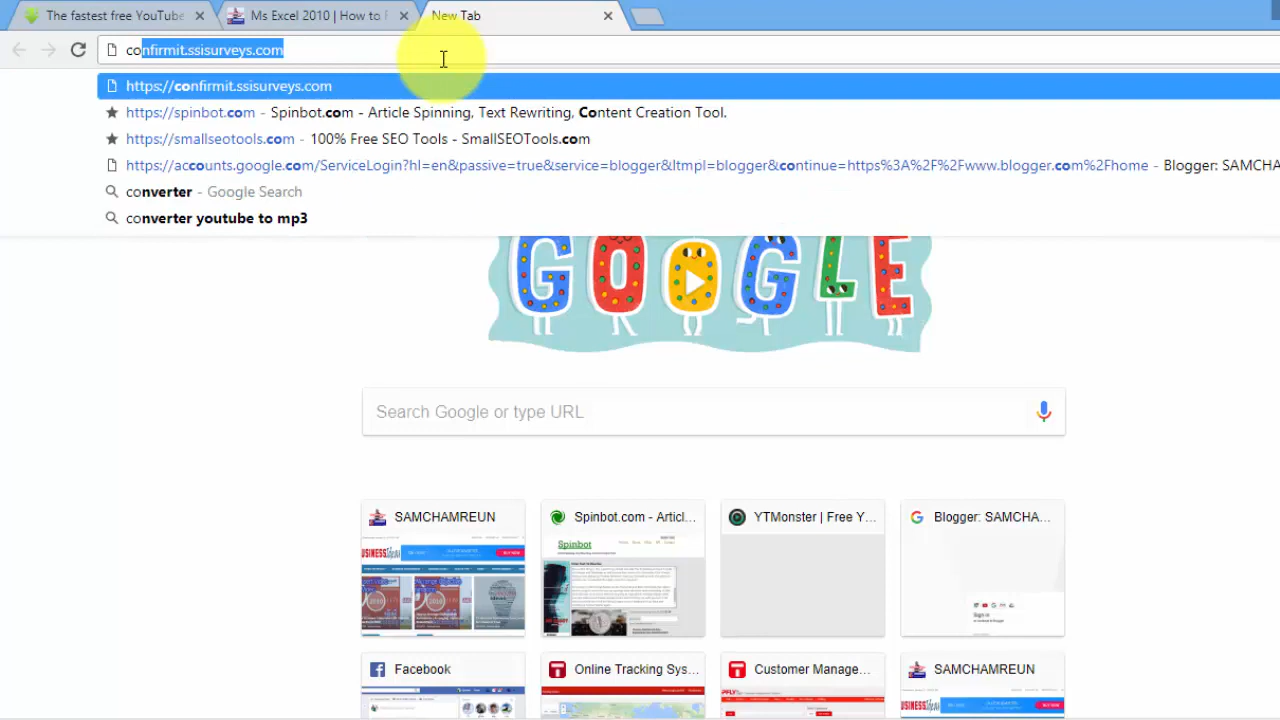 The fastest free YouTube
Ms Excel 2010 | How to F
New Tab
confirmit.ssisurveys.com
https://confirmit.ssisurveys.com
https://spinbot.com - Spinbot.com - Article Spinning, Text Rewriting, Content Creation Tool.
https://smallseotools.com - 100% Free SEO Tools - SmallSEOTools.com
https://accounts.google.com/ServiceLogin?hl=en&passive=true&service=blogger&ltmpl=blogger&continue=https%3A%2F%2Fwww.blogger.com%2Fhome - Blogger: SAMCHA
converter - Google Search
converter youtube to mp3
GOOGLE
Search Google or type URL
SAMCHAMREUN
Spinbot.com - Articl...
YTMonster | Free Y...
Blogger: SAMCHA...
BUY NOW
Spinbot
Facebook
Online Tracking Sys...
Customer Manage...
SAMCHAMREUN